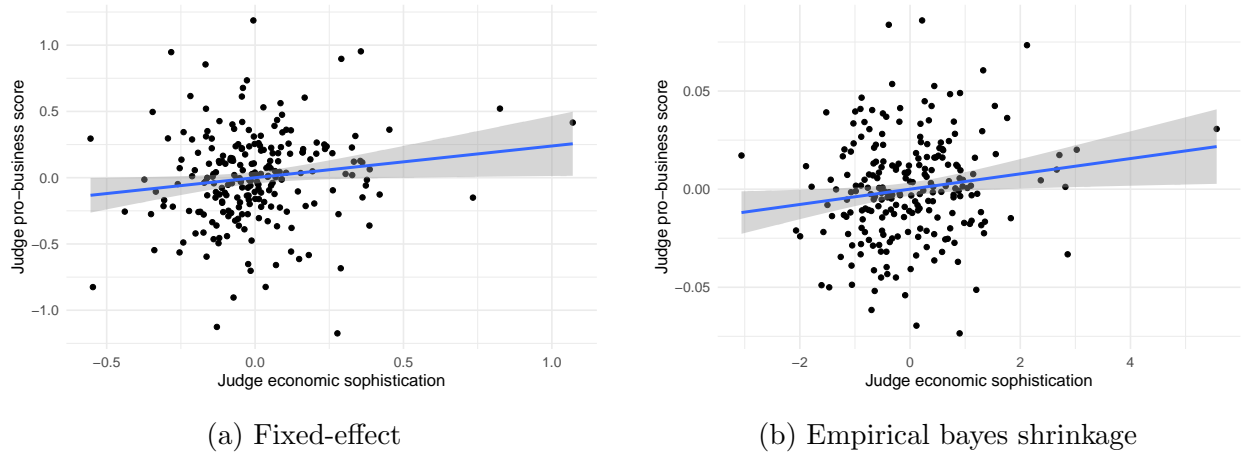 1.0
0.5
0.0
−0.5
−1.0
−0.5 0.0 0.5 1.0
Judge pro−business score
Judge economic sophistication
(a) Fixed-effect
0.05
0.00
−0.05
−2 0 2 4
Judge pro−business score
Judge economic sophistication
(b) Empirical bayes shrinkage